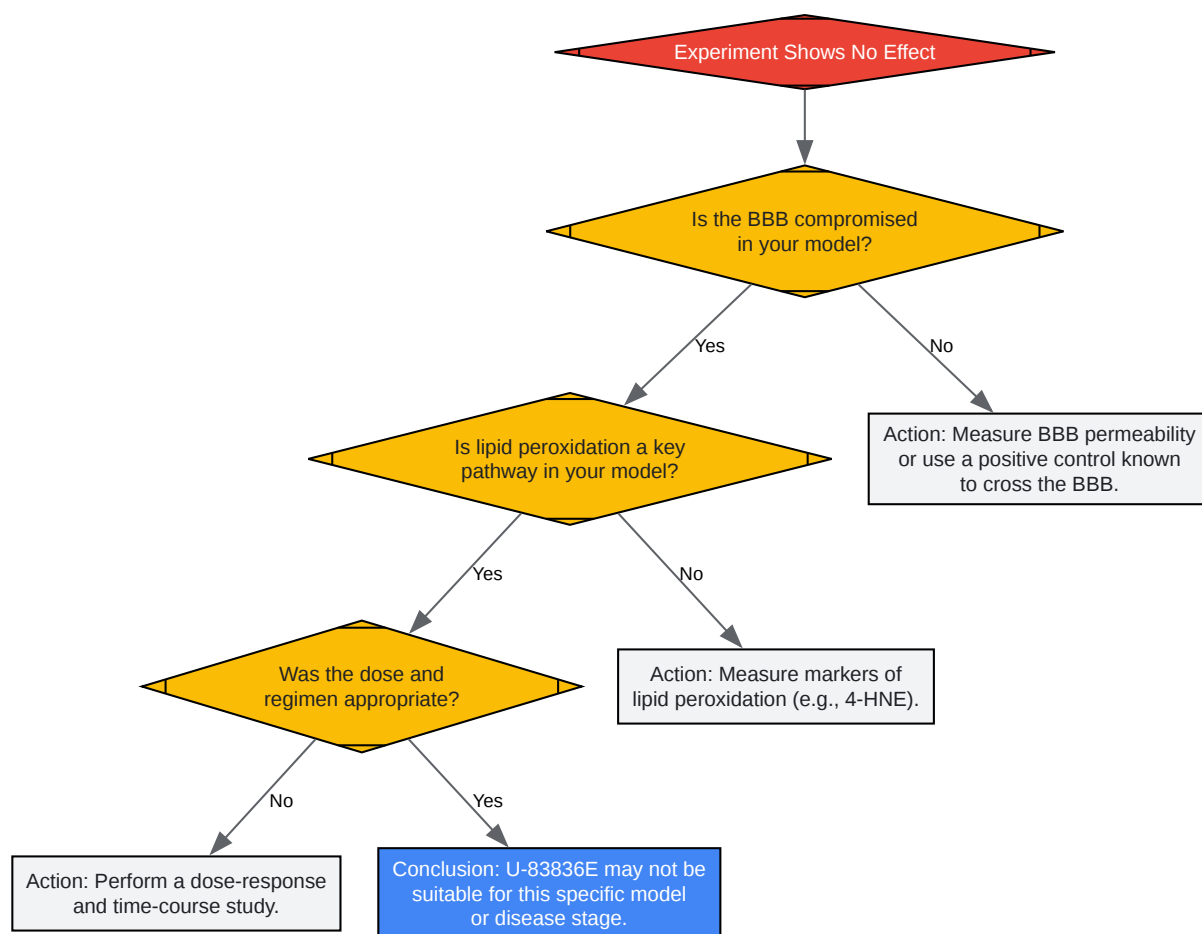 Experiment Shows No Effect
Is the BBB compromised
in your model?
Yes
No
Is lipid peroxidation a key
pathway in your model?
Action: Measure BBB permeability
or use a positive control known
to cross the BBB.
Yes
No
Was the dose and
regimen appropriate?
Action: Measure markers of
lipid peroxidation (e.g., 4-HNE).
No
Yes
Action: Perform a dose-response
and time-course study.
Conclusion: U-83836E may not be
suitable for this specific model
or disease stage.